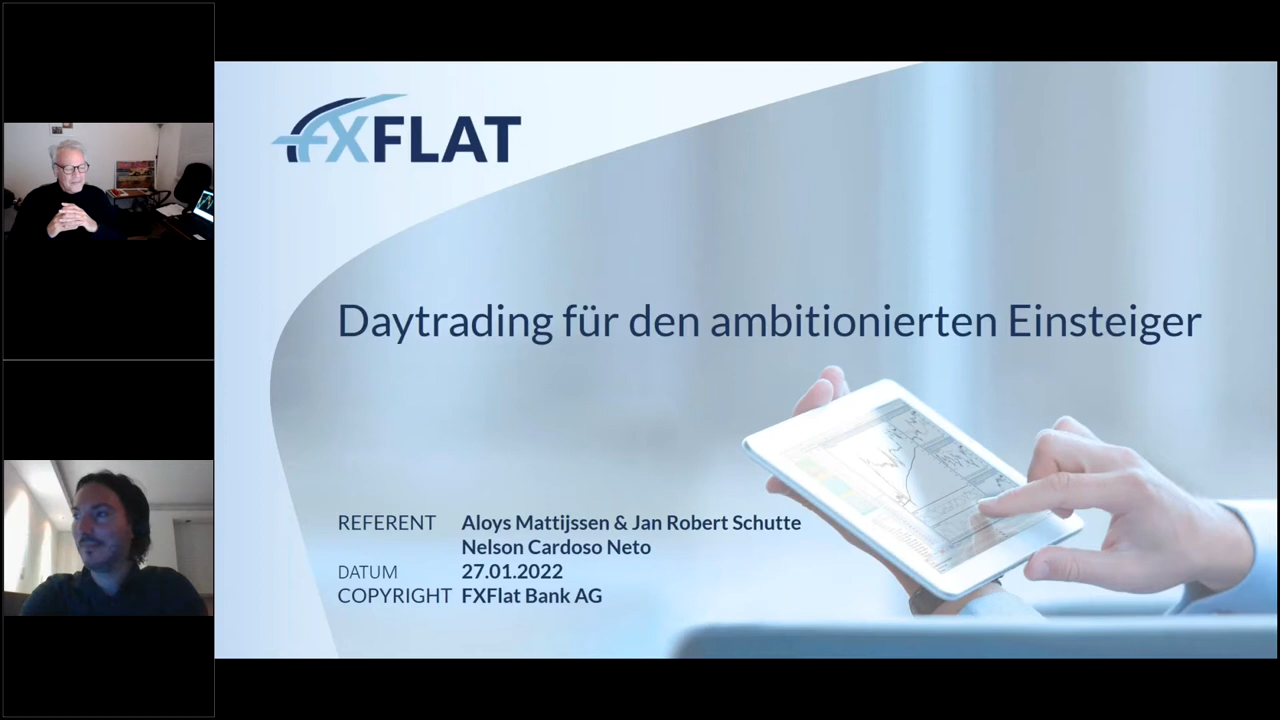 FXFLAT
Daytrading für den ambitionierten Einsteiger
REFERENT Aloys Mattijssen & Jan Robert Schutte
Nelson Cardoso Neto
DATUM 27.01.2022
COPYRIGHT FXFlat Bank AG